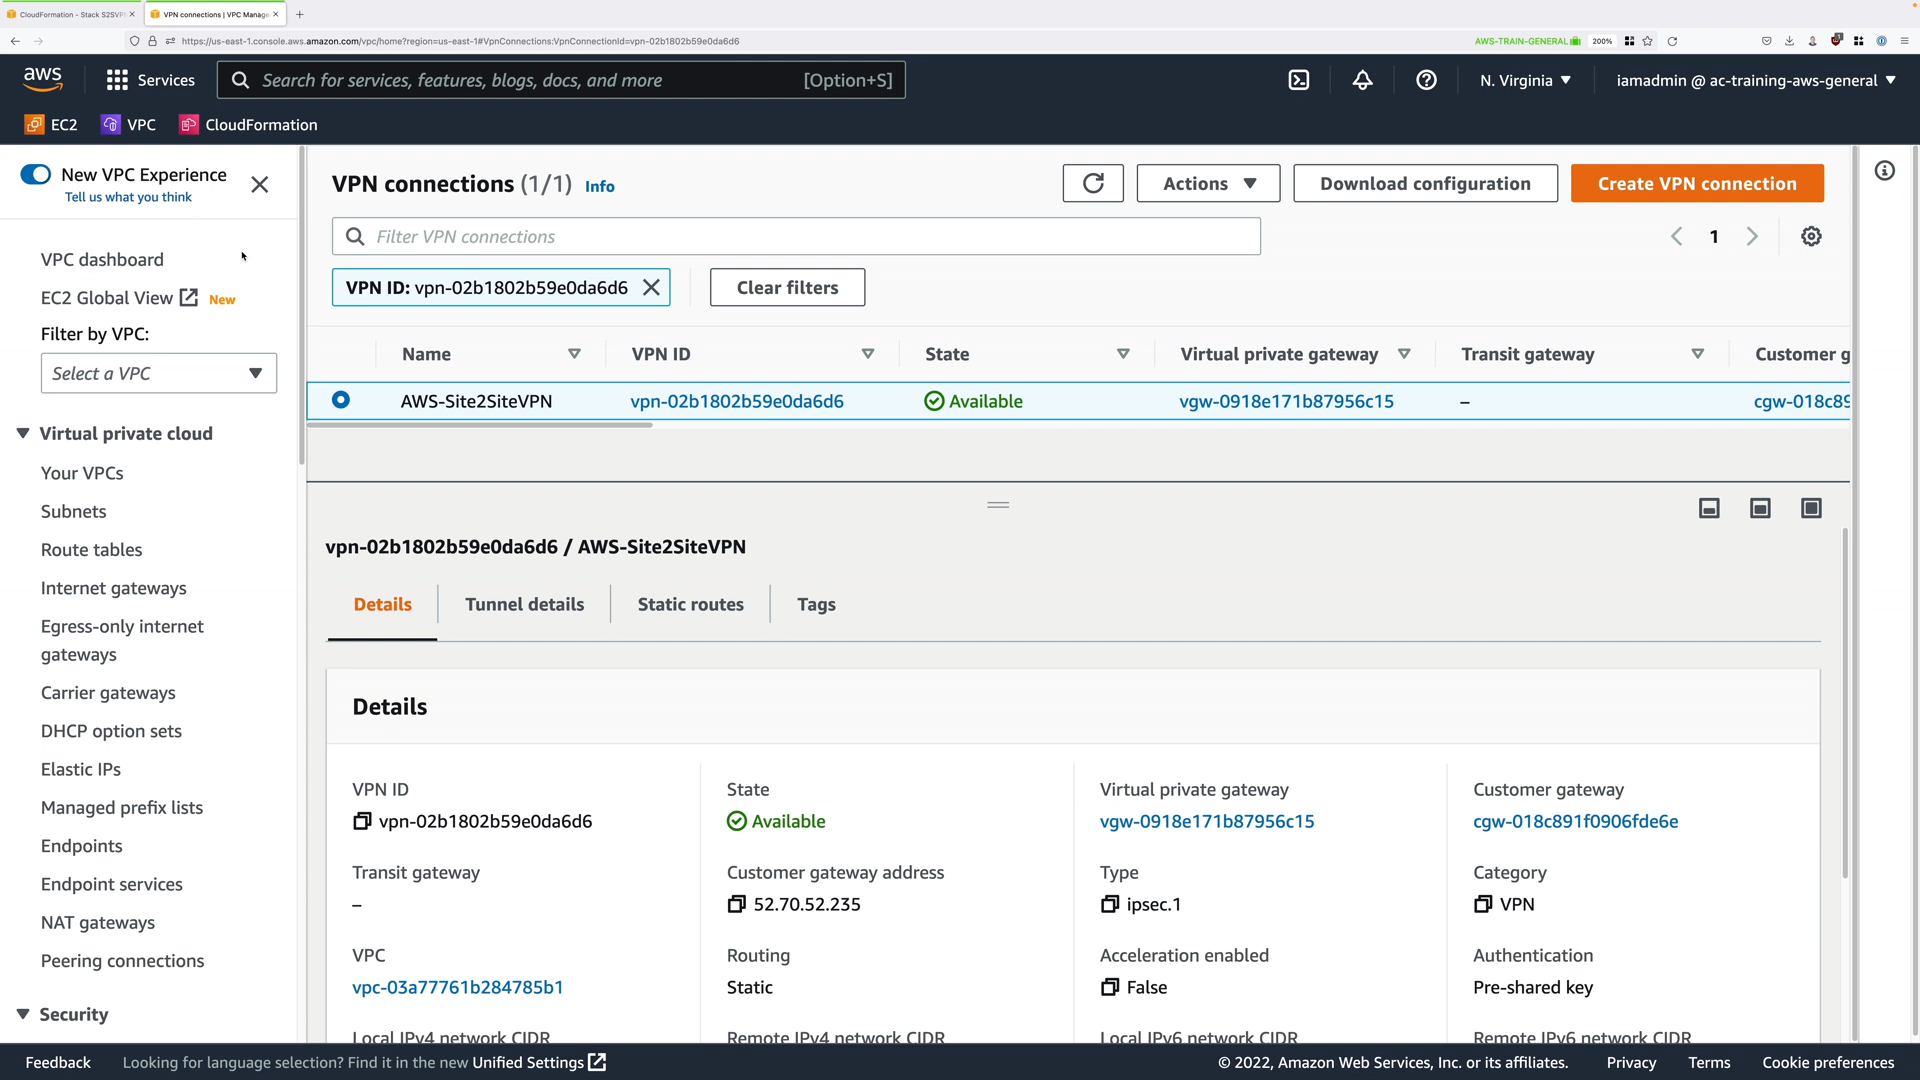 CloudFormation - Stack S2SVP
VPN connections | VPC Manag
https://us-east-1.console.aws.amazon.com/vpc/home?region=us-east-1#VpnConnections:VpnConnectionId=vpn-02b1802b59e0da6d6
AWS-TRAIN-GENERAL
200%
aws
Services
Search for services, features, blogs, docs, and more
[Option+S]
N. Virginia
iamadmin @ ac-training-aws-general
EC2
VPC
CloudFormation
New VPC Experience
Tell us what you think
VPC dashboard
EC2 Global View
New
Filter by VPC:
Select a VPC
Virtual private cloud
Your VPCs
Subnets
Route tables
Internet gateways
Egress-only internet
gateways
Carrier gateways
DHCP option sets
Elastic IPs
Managed prefix lists
Endpoints
Endpoint services
NAT gateways
Peering connections
Security
VPN connections (1/1) Info
Actions
Download configuration
Create VPN connection
Filter VPN connections
1
VPN ID: vpn-02b1802b59e0da6d6
Clear filters
Name
VPN ID
State
Virtual private gateway
Transit gateway
Customer g
AWS-Site2SiteVPN
vpn-02b1802b59e0da6d6
Available
vgw-0918e171b87956c15
–
cgw-018c89
vpn-02b1802b59e0da6d6 / AWS-Site2SiteVPN
Details
Tunnel details
Static routes
Tags
Details
VPN ID
vpn-02b1802b59e0da6d6
State
Available
Virtual private gateway
vgw-0918e171b87956c15
Customer gateway
cgw-018c891f0906fde6e
Transit gateway
–
Customer gateway address
52.70.52.235
Type
ipsec.1
Category
VPN
VPC
vpc-03a77761b284785b1
Routing
Static
Acceleration enabled
False
Authentication
Pre-shared key
Local IPv4 network CIDR
Remote IPv4 network CIDR
Local IPv6 network CIDR
Remote IPv6 network CIDR
Feedback
Looking for language selection? Find it in the new Unified Settings
© 2022, Amazon Web Services, Inc. or its affiliates.
Privacy
Terms
Cookie preferences